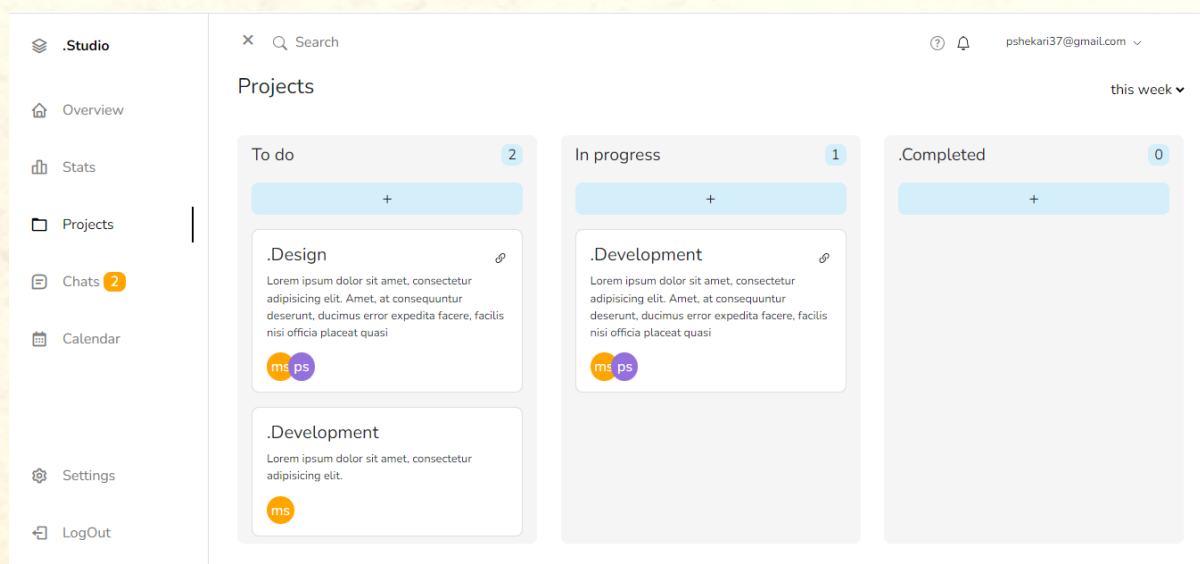 .Studio
Overview
Stats
Projects
Chats 2
Calendar
Settings
LogOut
Search
pshekari37@gmail.com
Projects
this week
To do 2
+
.Design
Lorem ipsum dolor sit amet, consectetur
adipisicing elit. Amet, at consequuntur
deserunt, ducimus error expedita facere, facilis
nisi officia placeat quasi
ms ps
.Development
Lorem ipsum dolor sit amet, consectetur
adipisicing elit.
ms
In progress 1
+
.Development
Lorem ipsum dolor sit amet, consectetur
adipisicing elit. Amet, at consequuntur
deserunt, ducimus error expedita facere, facilis
nisi officia placeat quasi
ms ps
.Completed 0
+